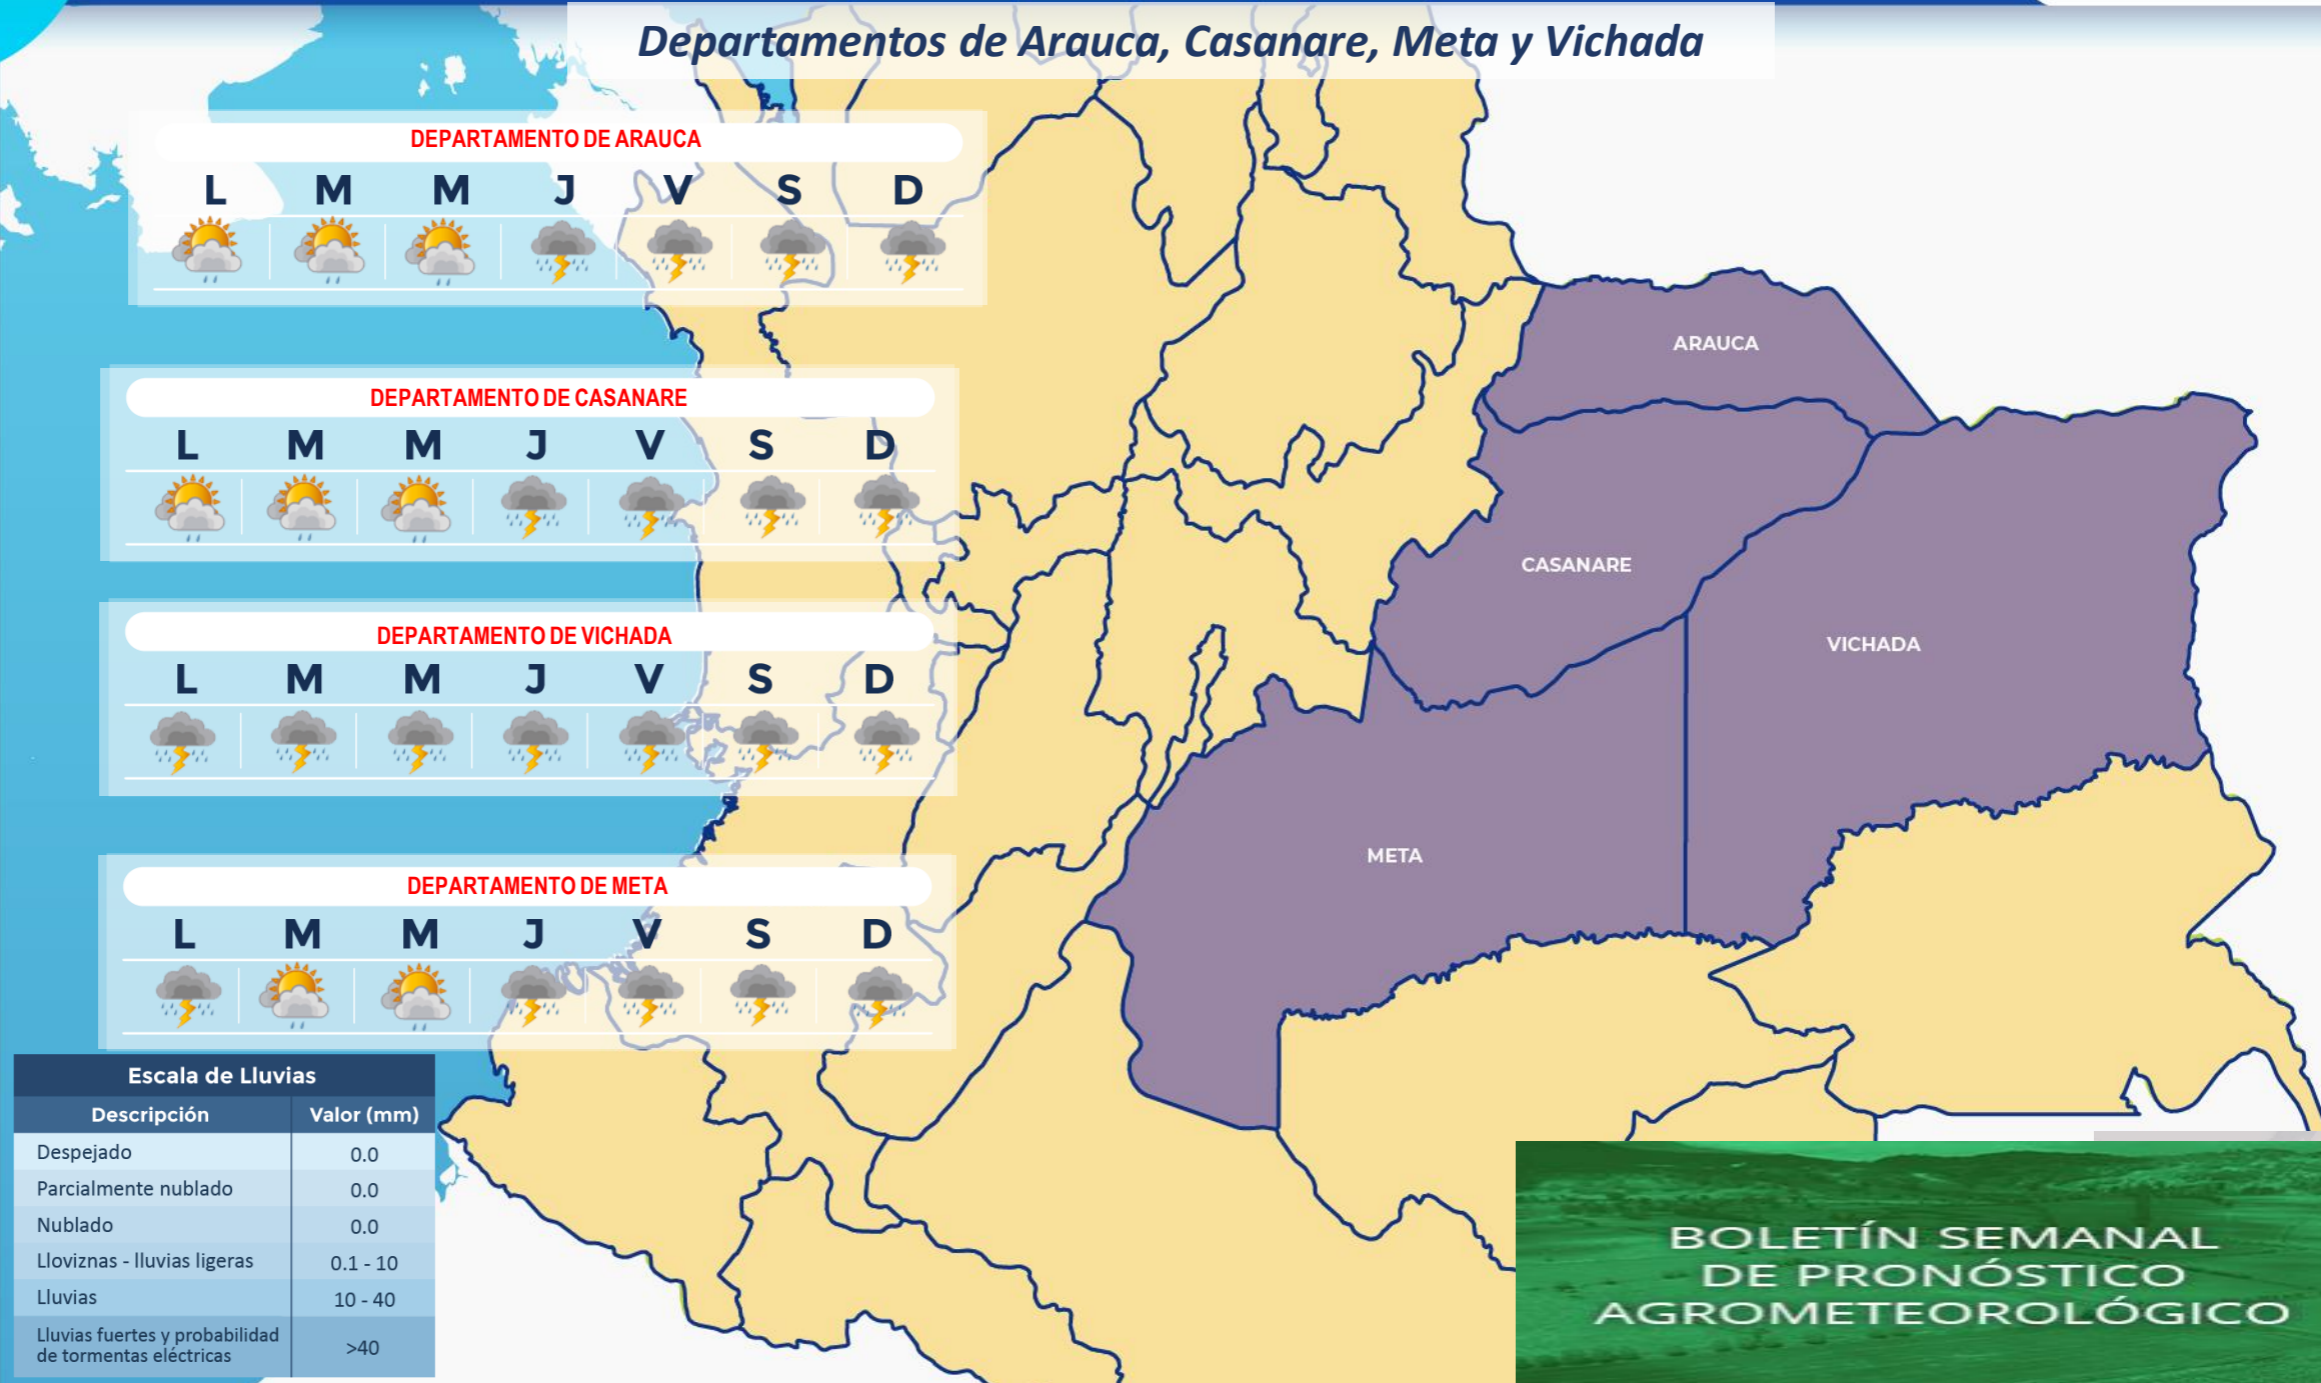 Departamentos de Arauca, Casanare, Meta y Vichada
DEPARTAMENTO DE ARAUCA
L M M J V S D
DEPARTAMENTO DE CASANARE
L M M J V S D
DEPARTAMENTO DE VICHADA
L M M J V S D
DEPARTAMENTO DE META
L M M J V S D
ARAUCA
CASANARE
VICHADA
META
Escala de Lluvias
Descripción Valor (mm)
Despejado 0.0
Parcialmente nublado 0.0
Nublado 0.0
Lloviznas - lluvias ligeras 0.1 - 10
Lluvias 10 - 40
Lluvias fuertes y probabilidad
de tormentas eléctricas >40
BOLETÍN SEMANAL
DE PRONÓSTICO
AGROMETEOROLÓGICO